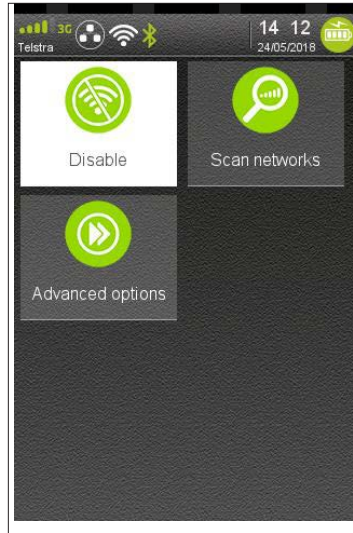 3G
14 12
Telstra
24/05/2018
Disable
Scan networks
Advanced options